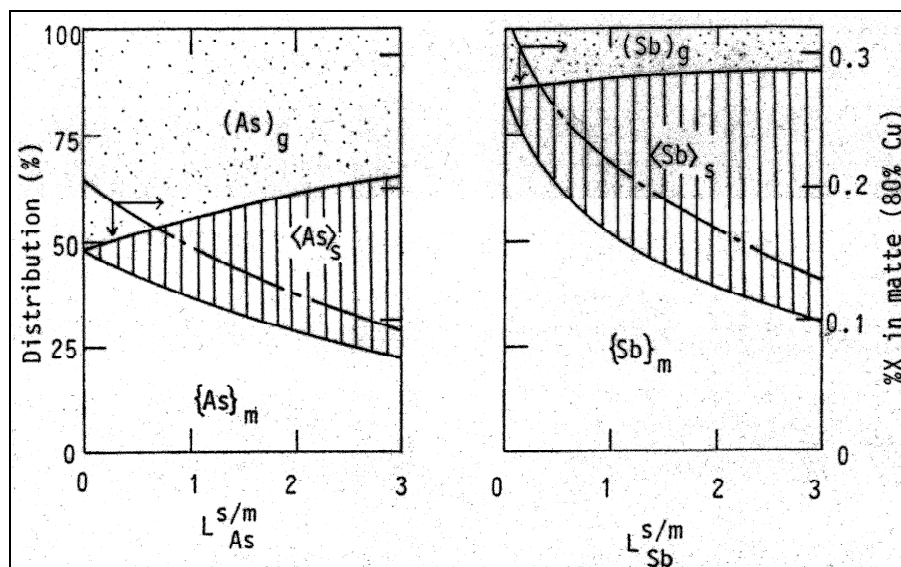 100
75
50
25
0
Distribution (%)
(As)g
⟨As⟩s
{As}m
0 1 2 3
L s/m As
(Sb)g
⟨Sb⟩s
{Sb}m
0 1 2 3
L s/m Sb
0.3
0.2
0.1
0
%X in matte (80% Cu)